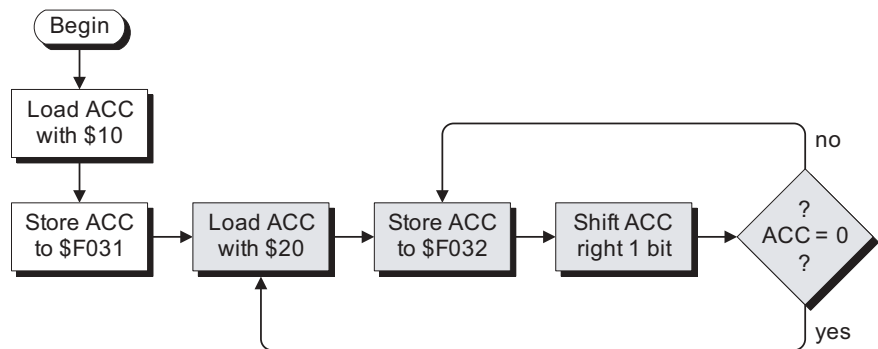 Begin
Load ACC
with $10
Store ACC
to $F031
Load ACC
with $20
Store ACC
to $F032
Shift ACC
right 1 bit
?
ACC = 0
?
no
yes